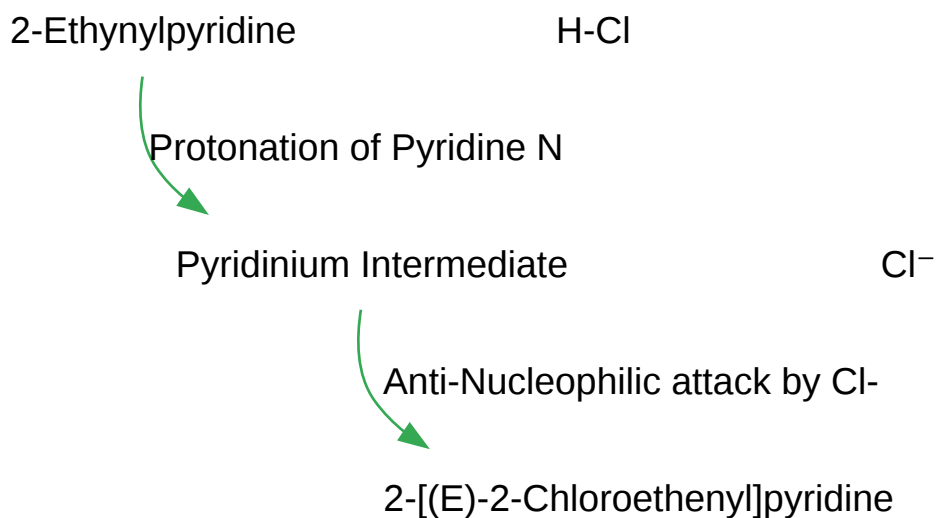 2-Ethynylpyridine H-Cl
Protonation of Pyridine N
Pyridinium Intermediate Cl⁻
Anti-Nucleophilic attack by Cl-
2-[(E)-2-Chloroethenyl]pyridine